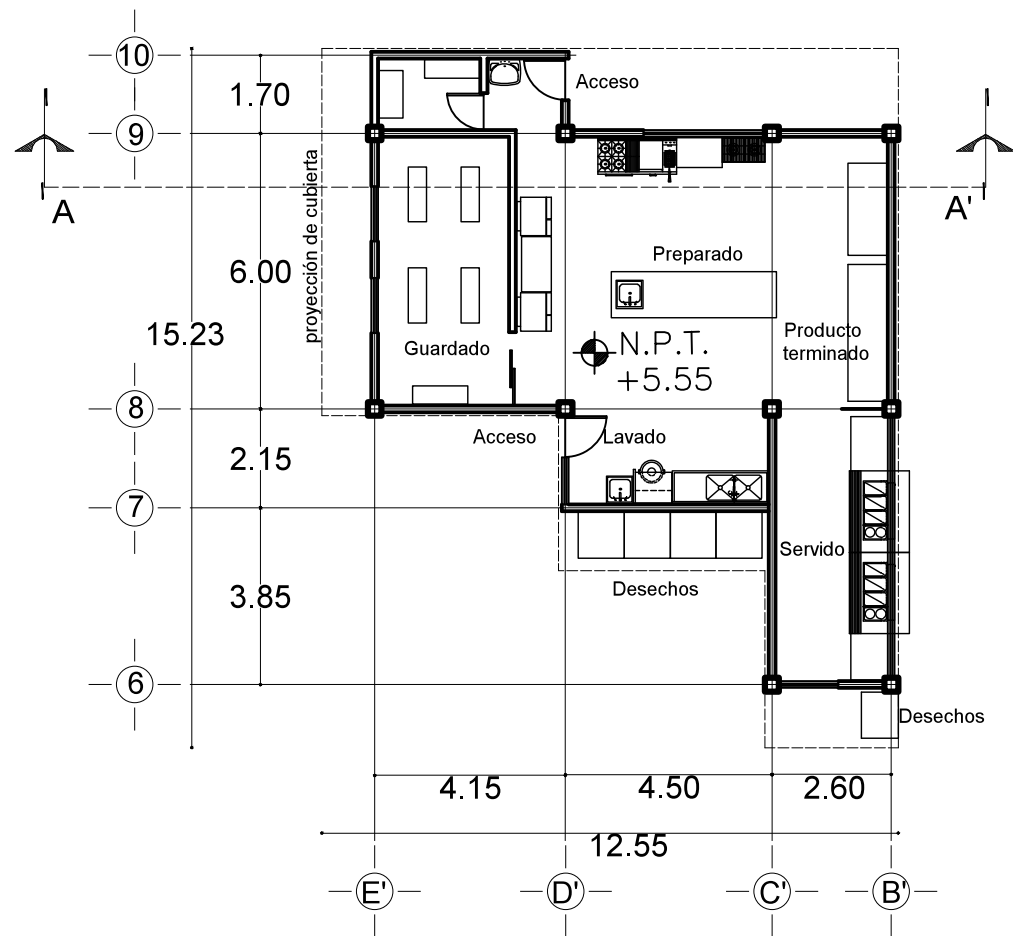 10
1.70
Acceso
9
A
A'
proyección de cubierta
6.00
Preparado
15.23
Guardado
N.P.T.
+5.55
Producto
terminado
8
Acceso
Lavado
2.15
7
Servido
3.85
Desechos
6
Desechos
4.15
4.50
2.60
12.55
E'
D'
C'
B'